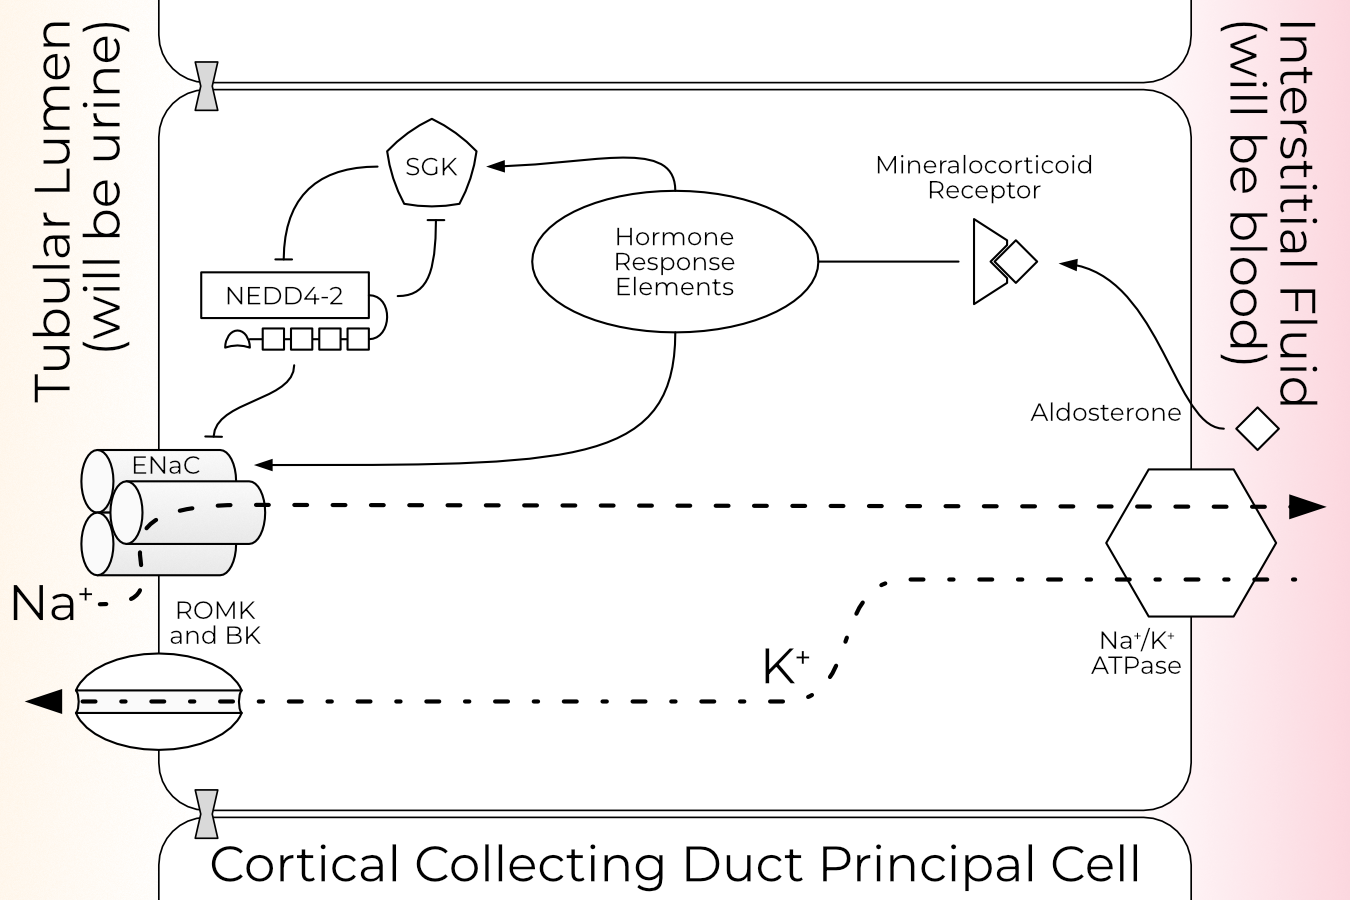 Tubular Lumen
(will be urine)
Interstitial Fluid
(will be blood)
SGK
Mineralocorticoid
Receptor
Hormone
Response
Elements
NEDD4-2
Aldosterone
ENaC
Na⁺
ROMK
and BK
K⁺
Na⁺/K⁺
ATPase
Cortical Collecting Duct Principal Cell